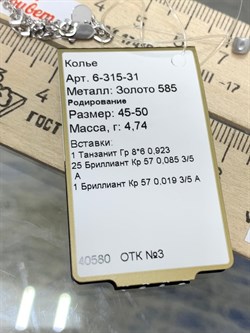 Колье
Арт. 6-315-31
Металл: Золото 585
Родирование
Размер: 45-50
Масса, г: 4,74
Вставки:
1 Танзанит Гр 8*6 0,923
25 Бриллиант Кр 57 0,085 3/5
А
1 Бриллиант Кр 57 0,019 3/5 А
40580 ОТК №3
ГОСТ